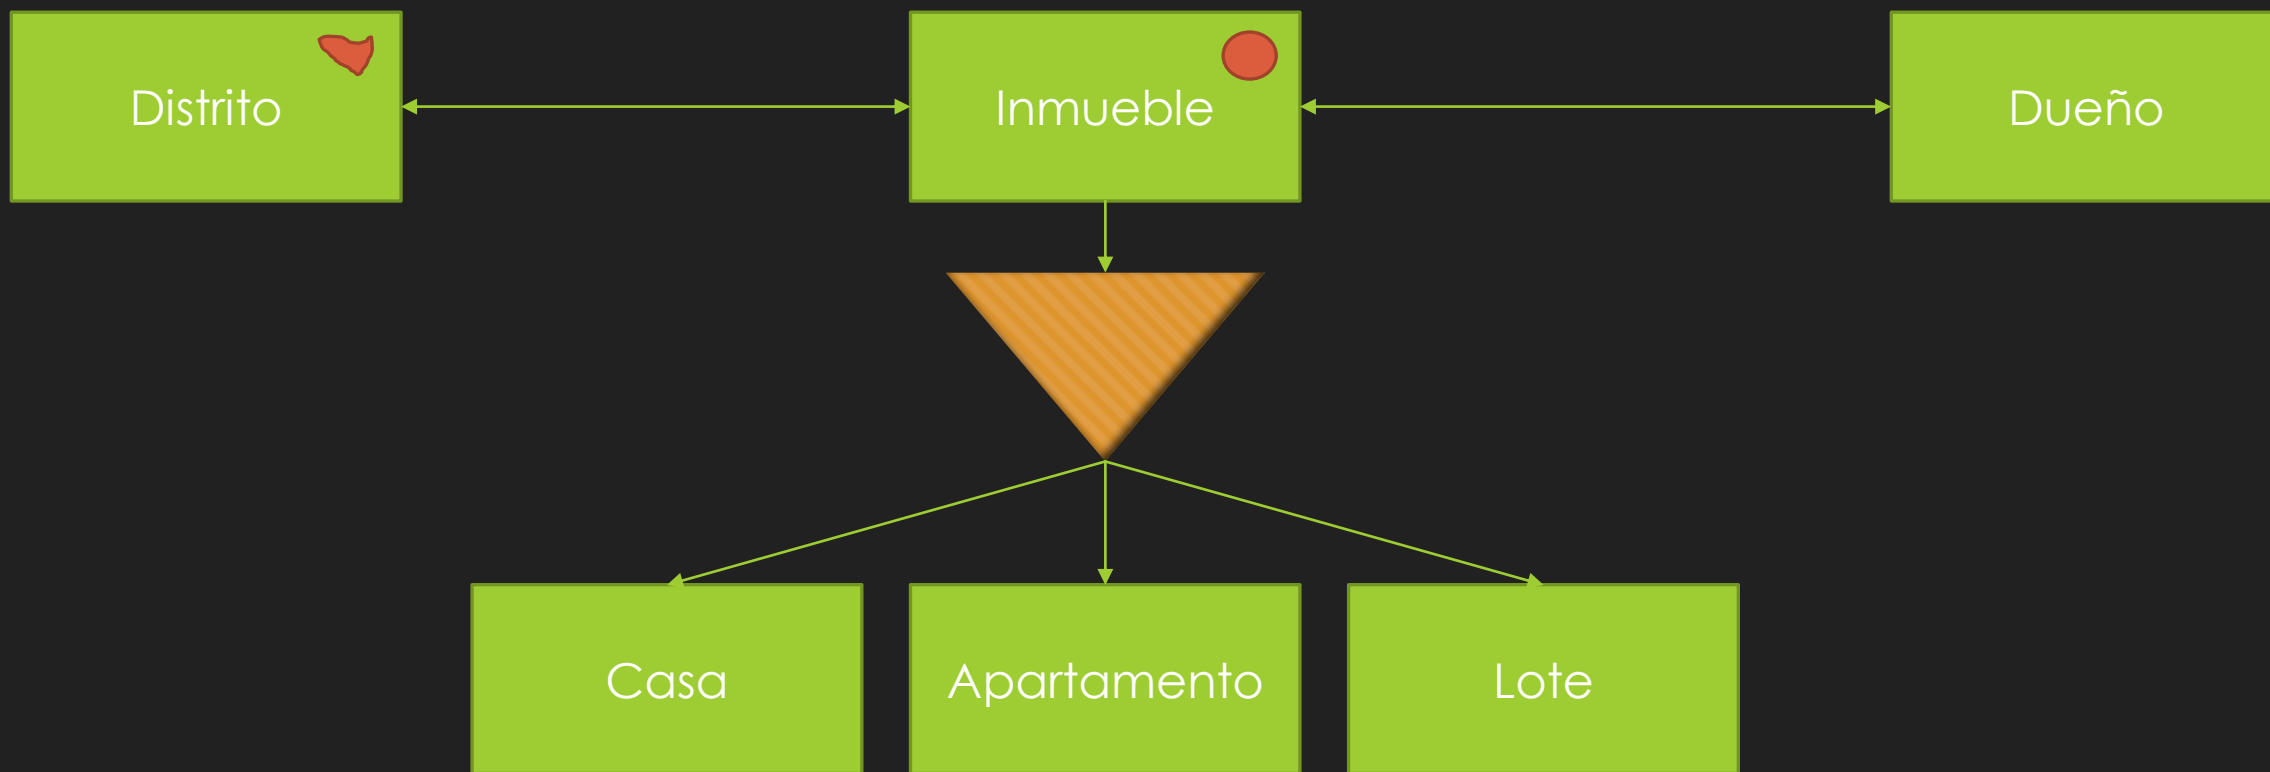 Distrito
Inmueble
Dueño
Casa
Apartamento
Lote